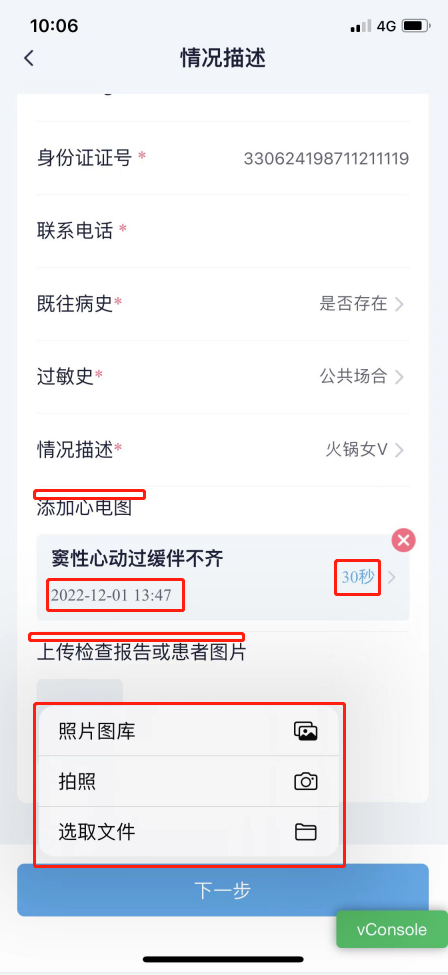 10:06
4G
情况描述
身份证证号 * 330624198711211119
联系电话 *
既往病史* 是否存在
过敏史* 公共场合
情况描述* 火锅女V
添加心电图
窦性心动过缓伴不齐
30秒
2022-12-01 13:47
上传检查报告或患者图片
照片图库
拍照
选取文件
下一步
vConsole